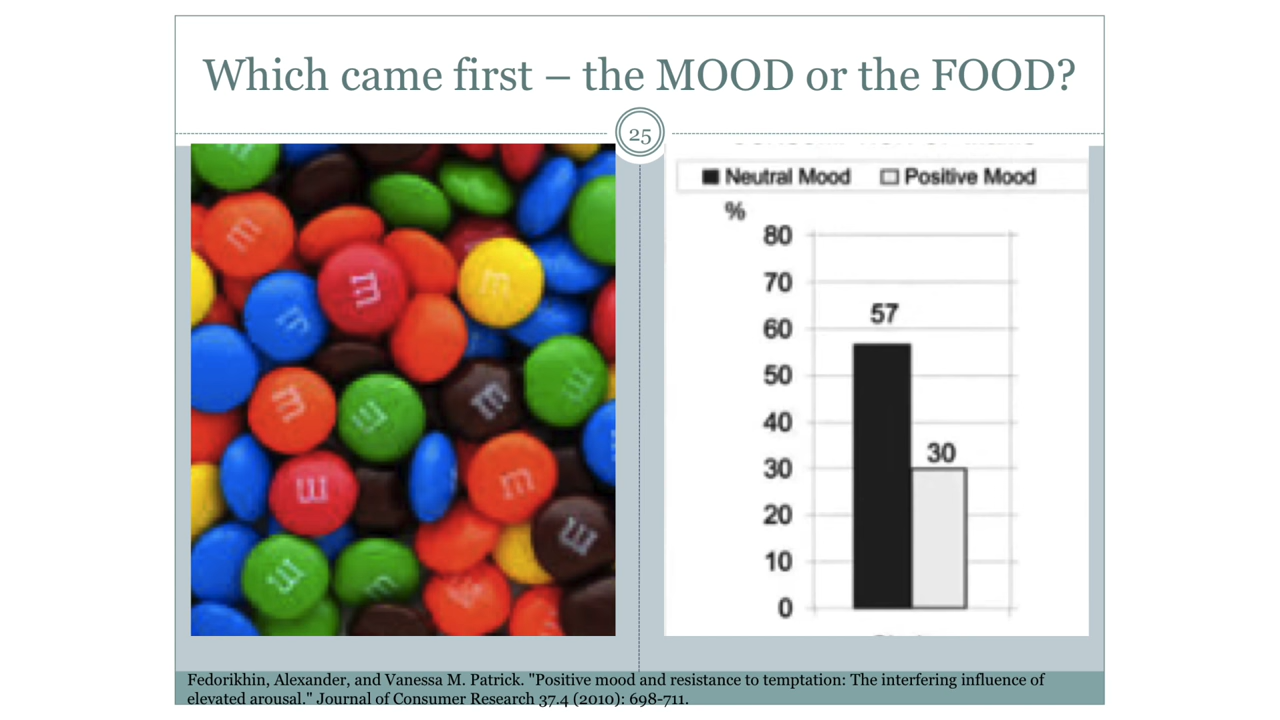 Which came first – the MOOD or the FOOD?
25
Neutral Mood Positive Mood
%
80
70
60
50
40
30
20
10
0
57
30
m
m
m
m
m
m
m
m
Fedorikhin, Alexander, and Vanessa M. Patrick. "Positive mood and resistance to temptation: The interfering influence of
elevated arousal." Journal of Consumer Research 37.4 (2010): 698-711.